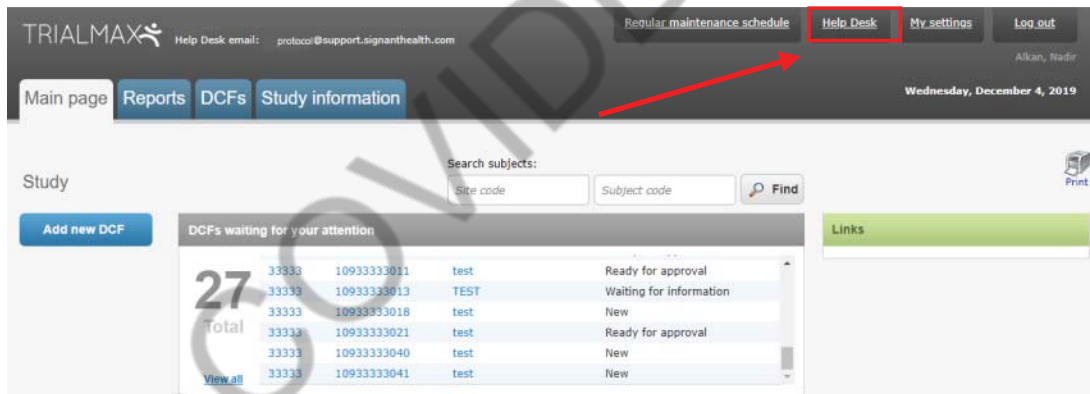 TRIALMAX Help Desk email: protocol@support.signanthealth.com
Regular maintenance schedule Help Desk My settings Log out
Alkan, Nadir
Main page Reports DCFs Study information
Wednesday, December 4, 2019
Study
Search subjects:
Site code Subject code Find
Print
Add new DCF
DCFs waiting for your attention
27
Total
View all
33333 10933333011 test Ready for approval
33333 10933333013 TEST Waiting for information
33333 10933333018 test New
33333 10933333021 test Ready for approval
33333 10933333040 test New
33333 10933333041 test New
Links
COVID